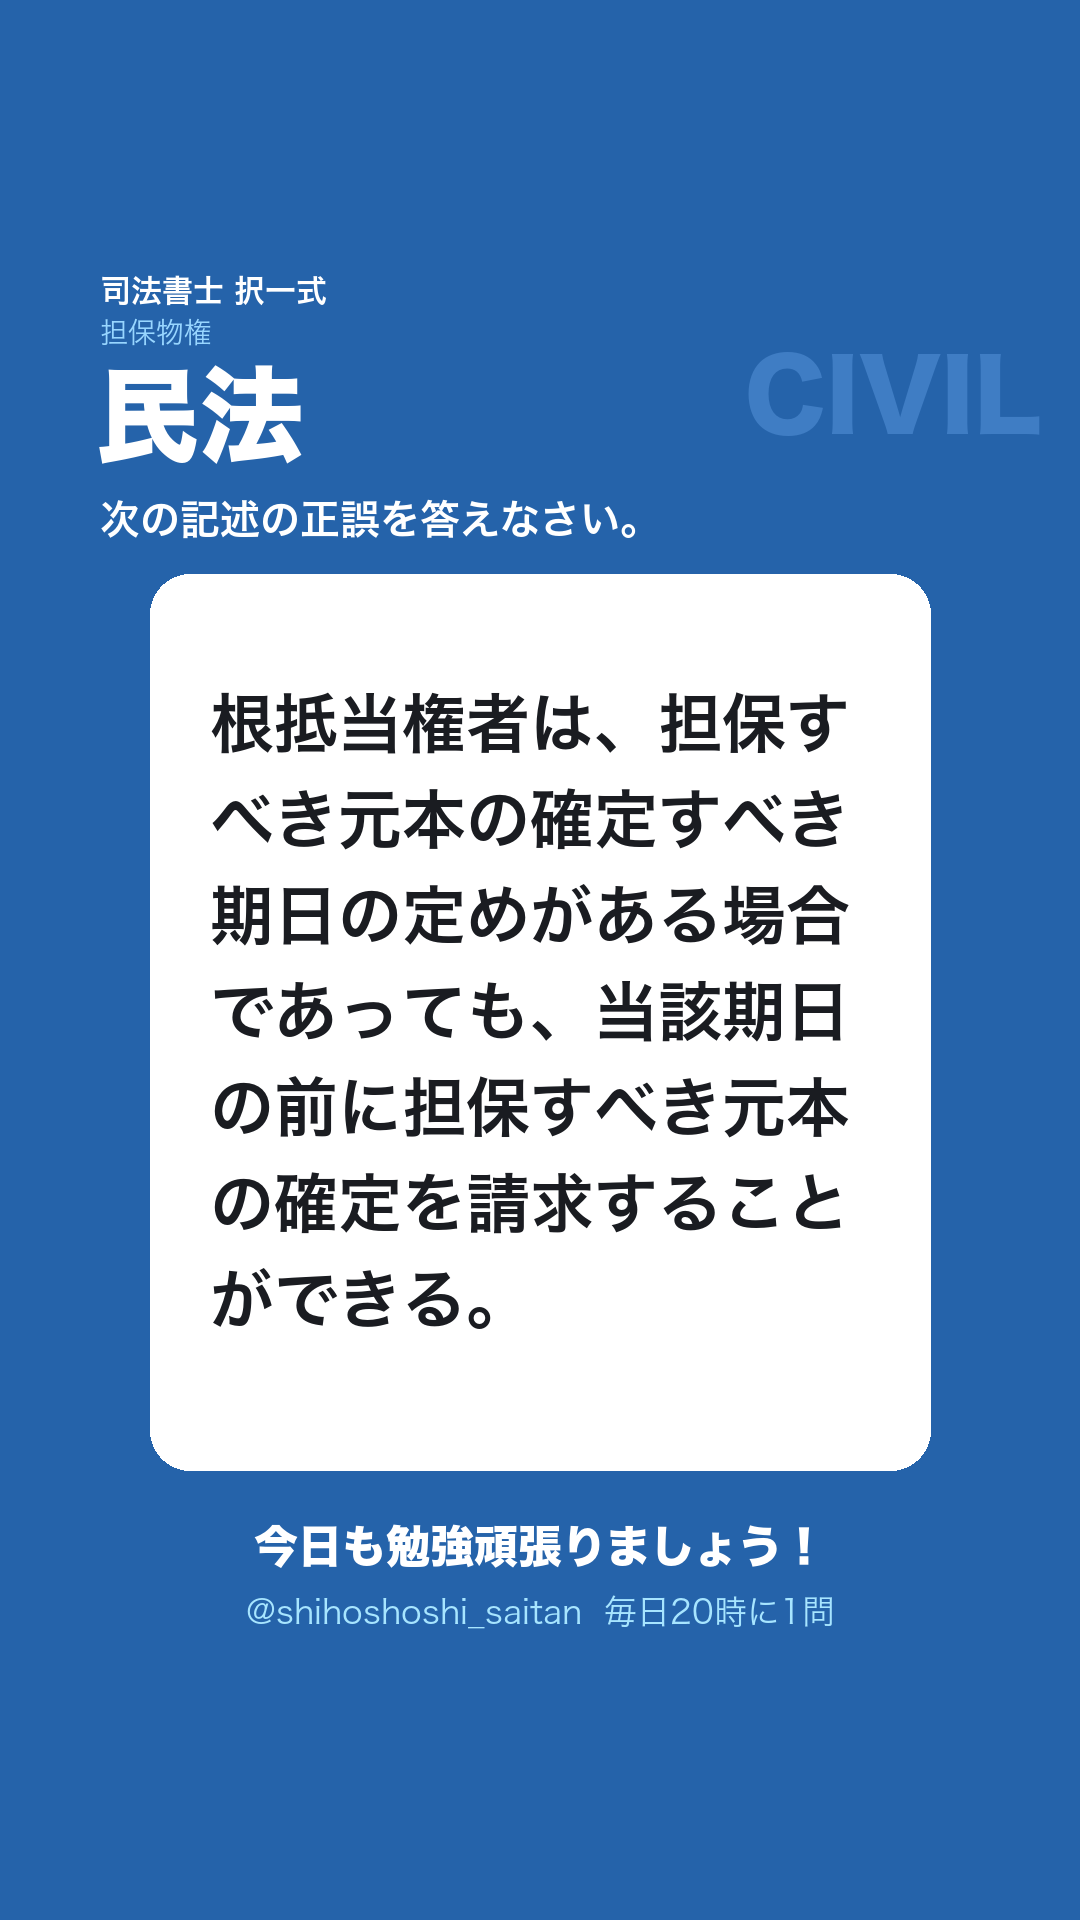 司法書士 択一式
担保物権
民法
CIVIL
次の記述の正誤を答えなさい。
根抵当権者は、担保す
べき元本の確定すべき
期日の定めがある場合
であっても、当該期日
の前に担保すべき元本
の確定を請求すること
ができる。
今日も勉強頑張りましょう！
@shihoshoshi_saitan 毎日20時に1問